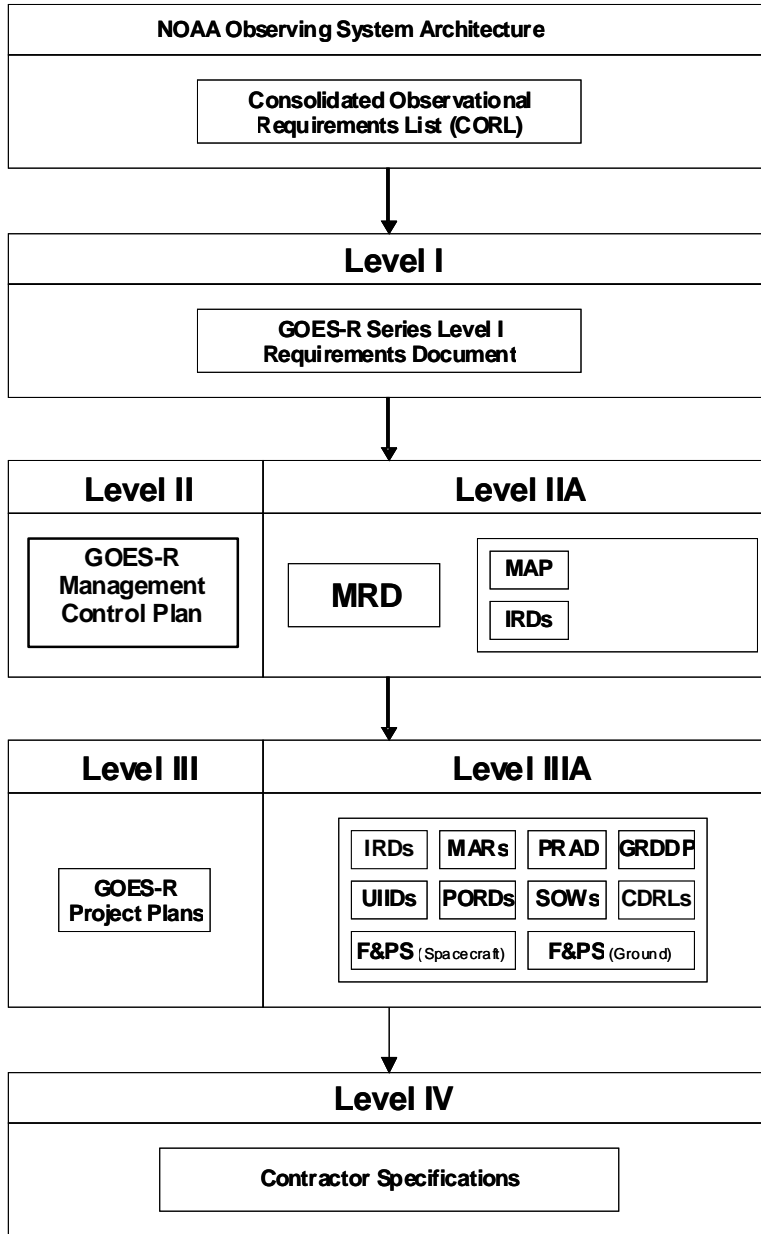 NOAA Observing System Architecture
Consolidated Observational
Requirements List (CORL)
Level I
GOES-R Series Level I
Requirements Document
Level II
Level IIA
GOES-R
Management
Control Plan
MRD
MAP
IRDs
Level III
Level IIIA
GOES-R
Project Plans
IRDs
MARs
PRAD
GRDDP
UIIDs
PORDs
SOWs
CDRLs
F&PS (Spacecraft)
F&PS (Ground)
Level IV
Contractor Specifications